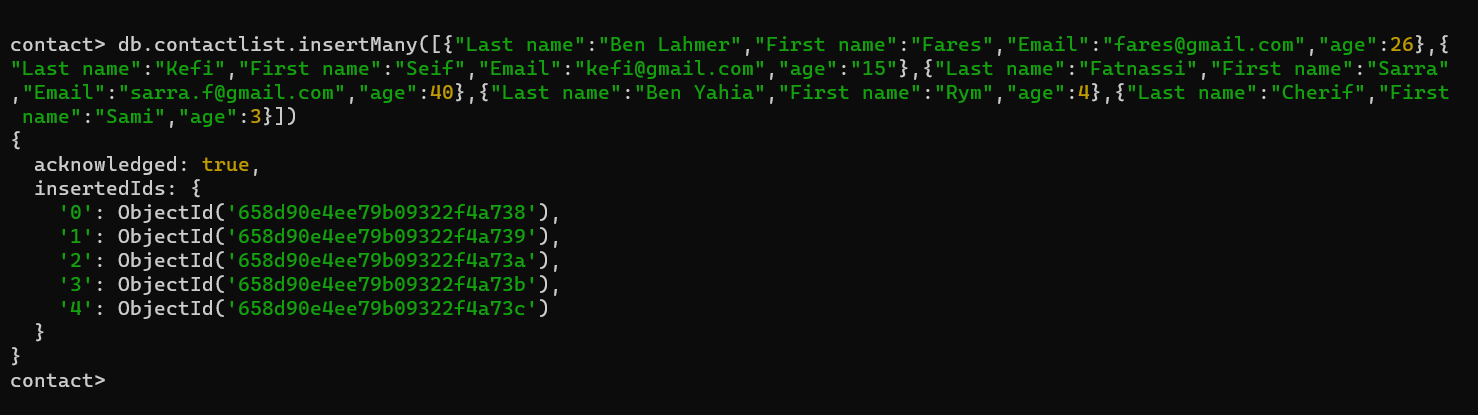 contact> db.contactlist.insertMany([{"Last name":"Ben Lahmer","First name":"Fares","Email":"fares@gmail.com","age":26},{
"Last name":"Kefi","First name":"Seif","Email":"kefi@gmail.com","age":"15"},{"Last name":"Fatnassi","First name":"Sarra"
,"Email":"sarra.f@gmail.com","age":40},{"Last name":"Ben Yahia","First name":"Rym","age":4},{"Last name":"Cherif","First
 name":"Sami","age":3}])
{
  acknowledged: true,
  insertedIds: {
    '0': ObjectId('658d90e4ee79b09322f4a738'),
    '1': ObjectId('658d90e4ee79b09322f4a739'),
    '2': ObjectId('658d90e4ee79b09322f4a73a'),
    '3': ObjectId('658d90e4ee79b09322f4a73b'),
    '4': ObjectId('658d90e4ee79b09322f4a73c')
  }
}
contact>